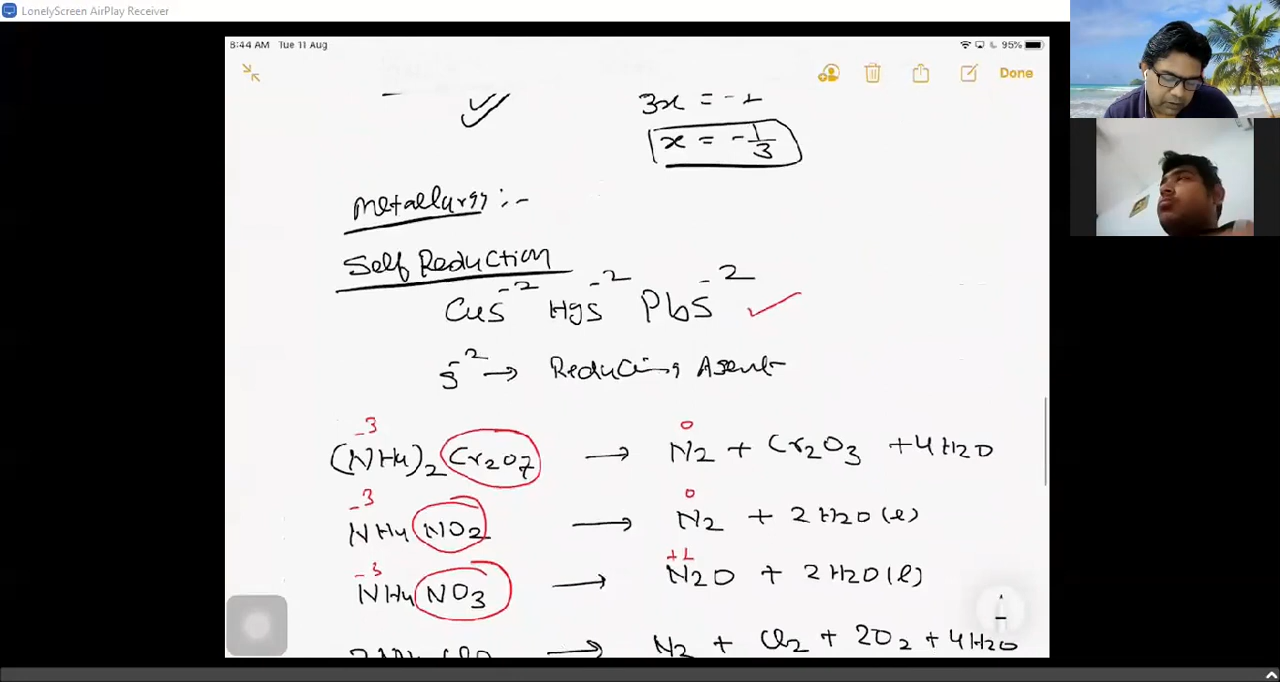 LonelyScreen AirPlay Receiver
8:44 AM Tue 11 Aug
95%
Done
3x = -1
x = -1/3
Metallurgy :-
Self Reduction
CuS⁻² HgS⁻² PbS⁻² ✓
S⁻² → Reducing Agent
-3 0
(NH4)2 Cr2O7 → N2 + Cr2O3 + 4H2O
-3 0
NH4 NO2 → N2 + 2H2O(l)
-3 +1
NH4 NO3 → N2O + 2H2O(l)
→ N2 + Cl2 + 2O2 + 4H2O